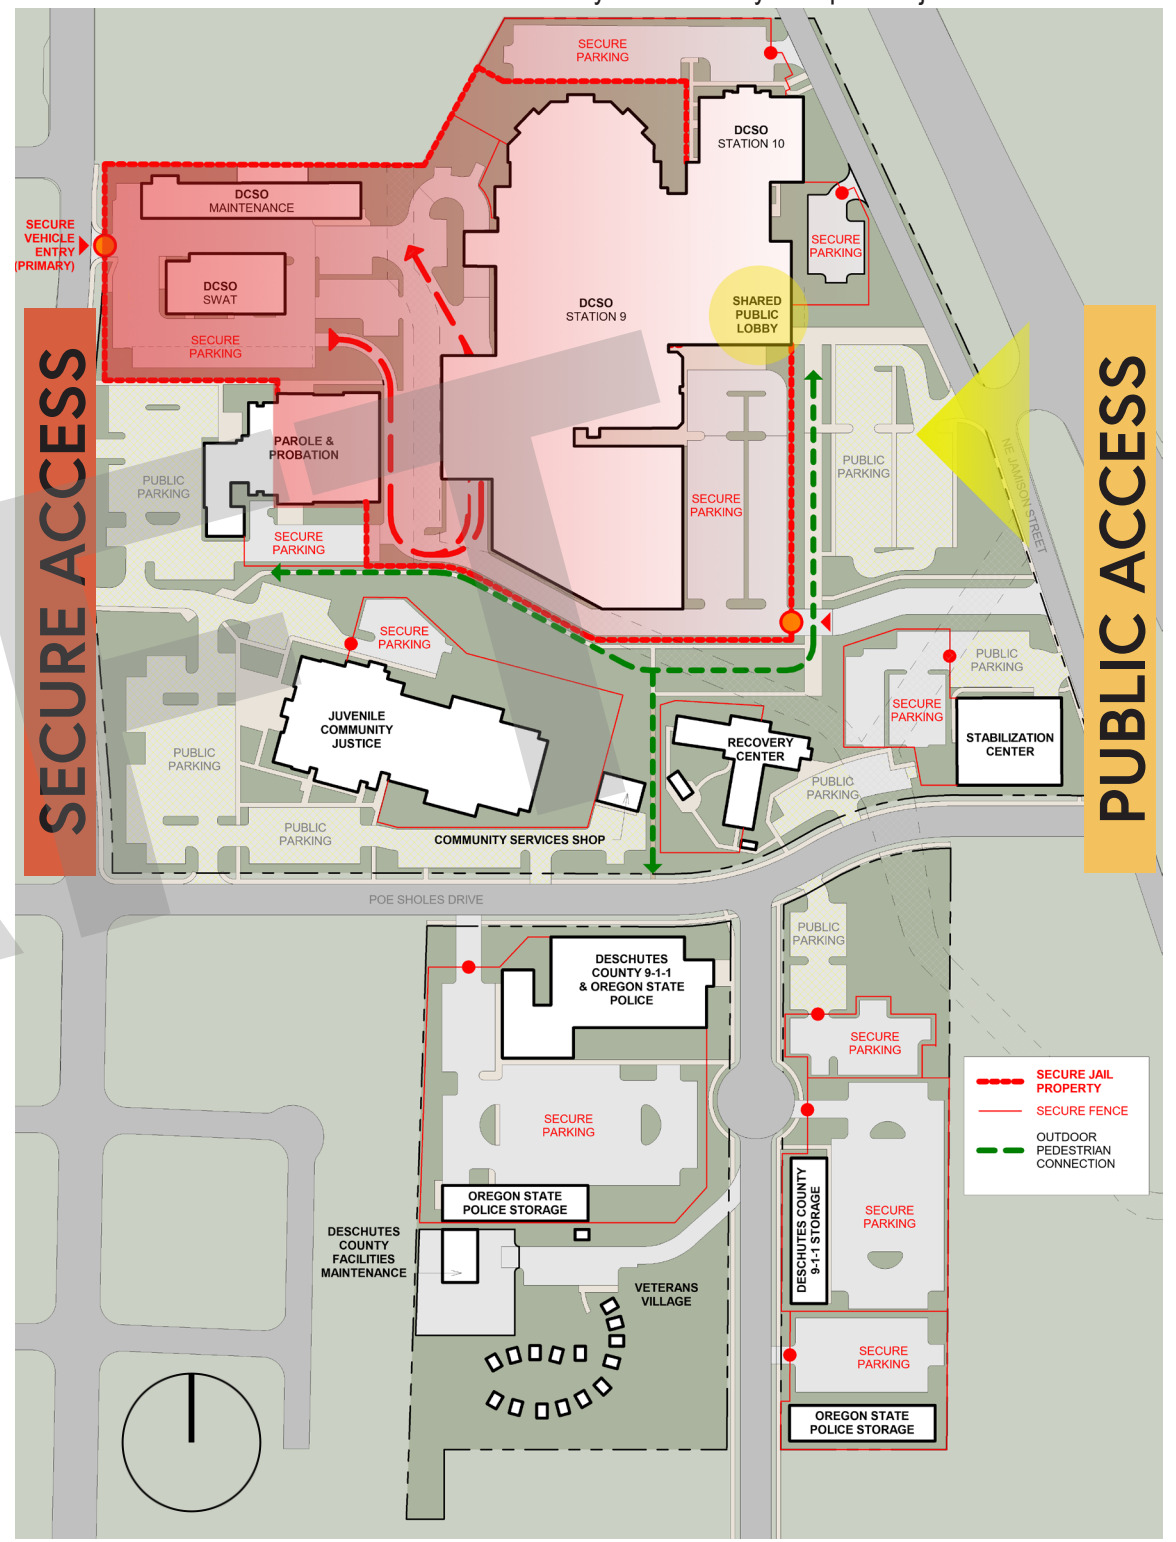 SECURE
PARKING
DCSO
STATION 10
DCSO
MAINTENANCE
SECURE
VEHICLE
ENTRY
(PRIMARY)
SECURE
PARKING
DCSO
SWAT
DCSO
STATION 9
SHARED
PUBLIC
LOBBY
SECURE
PARKING
SECURE ACCESS
PUBLIC ACCESS
PAROLE &
PROBATION
PUBLIC
PARKING
PUBLIC
PARKING
NE JAMISON STREET
SECURE
PARKING
SECURE
PARKING
SECURE
PARKING
PUBLIC
PARKING
SECURE
PARKING
JUVENILE
COMMUNITY
JUSTICE
RECOVERY
CENTER
STABILIZATION
CENTER
PUBLIC
PARKING
PUBLIC
PARKING
PUBLIC
PARKING
COMMUNITY SERVICES SHOP
POE SHOLES DRIVE
PUBLIC
PARKING
DESCHUTES
COUNTY 9-1-1
& OREGON STATE
POLICE
SECURE
PARKING
SECURE
PARKING
SECURE JAIL
PROPERTY
SECURE FENCE
OUTDOOR
PEDESTRIAN
CONNECTION
OREGON STATE
POLICE STORAGE
DESCHUTES COUNTY
9-1-1 STORAGE
SECURE
PARKING
DESCHUTES
COUNTY
FACILITIES
MAINTENANCE
VETERANS
VILLAGE
SECURE
PARKING
OREGON STATE
POLICE STORAGE